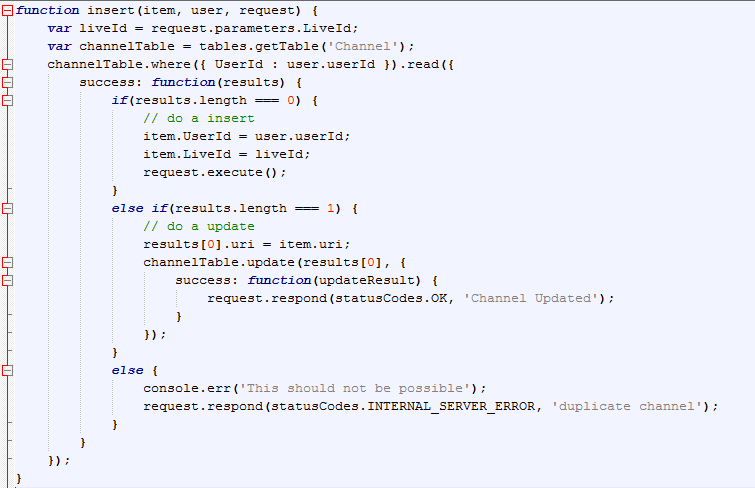 function insert(item, user, request) {
    var liveId = request.parameters.LiveId;
    var channelTable = tables.getTable('Channel');
    channelTable.where({ UserId : user.userId }).read({
        success: function(results) {
            if(results.length === 0) {
                // do a insert
                item.UserId = user.userId;
                item.LiveId = liveId;
                request.execute();
            }
            else if(results.length === 1) {
                // do a update
                results[0].uri = item.uri;
                channelTable.update(results[0], {
                    success: function(updateResult) {
                        request.respond(statusCodes.OK, 'Channel Updated');
                    }
                });
            }
            else {
                console.err('This should not be possible');
                request.respond(statusCodes.INTERNAL_SERVER_ERROR, 'duplicate channel');
            }
        }
    });
}